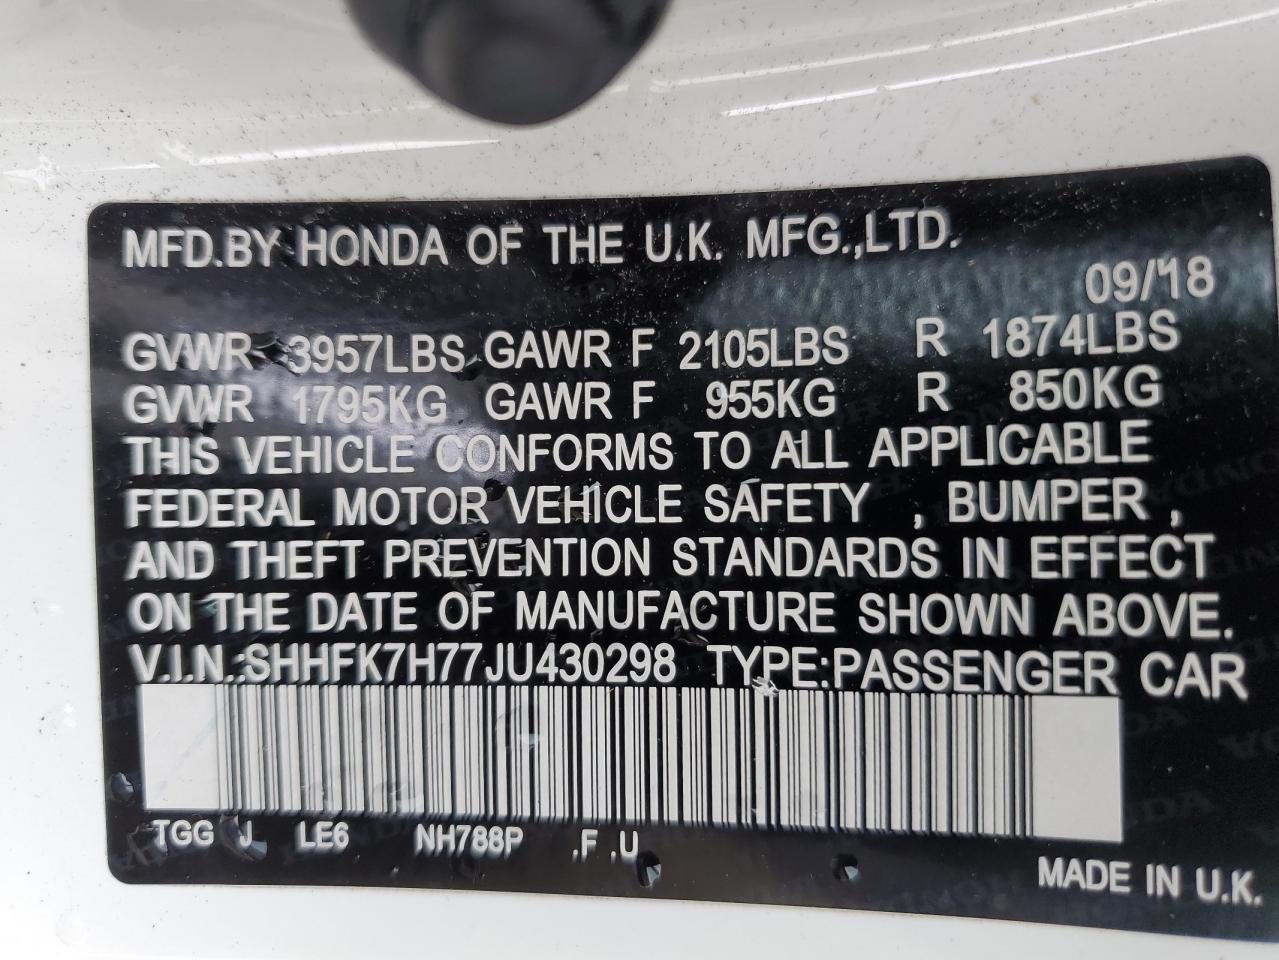 MFD.BY HONDA OF THE U.K. MFG.,LTD.
09/'18
GVWR 3957LBS GAWR F 2105LBS R 1874LBS
GVWR 1795KG GAWR F 955KG R 850KG
THIS VEHICLE CONFORMS TO ALL APPLICABLE
FEDERAL MOTOR VEHICLE SAFETY , BUMPER ,
AND THEFT PREVENTION STANDARDS IN EFFECT
ON THE DATE OF MANUFACTURE SHOWN ABOVE.
V.I.N.:SHHFK7H77JU430298 TYPE:PASSENGER CAR
TGG J LE6 NH788P .F .U
MADE IN U.K.